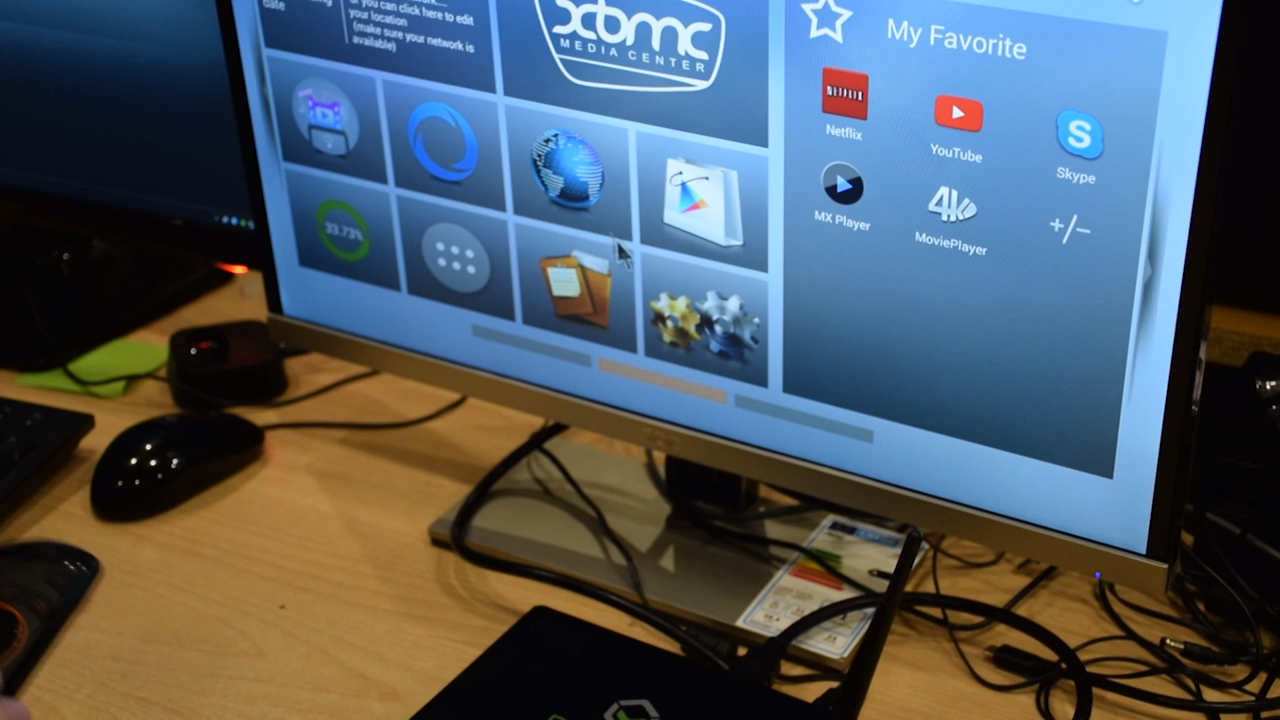 date
or you can click here to edit
your location
(make sure your network is
available)
xbmc
MEDIA CENTER
My Favorite
NETFLIX
Netflix
YouTube
S
Skype
MX Player
4K
MoviePlayer
+/-
33.73%